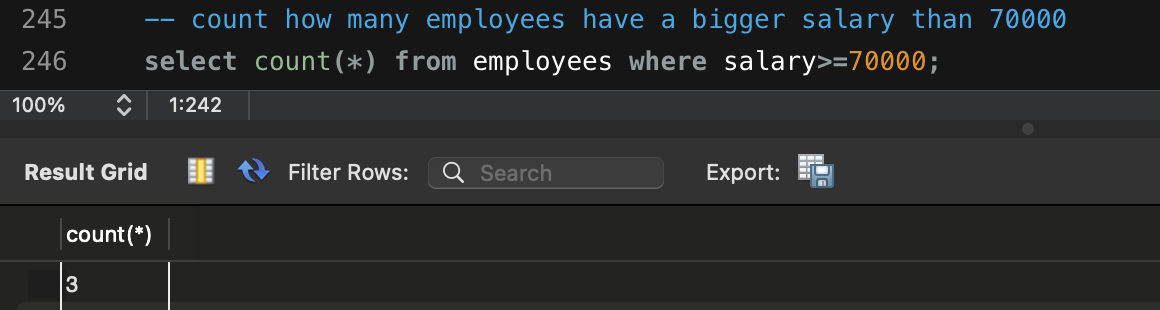 245 -- count how many employees have a bigger salary than 70000
246 select count(*) from employees where salary>=70000;
100% 1:242
Result Grid Filter Rows: Search Export:
count(*)
3